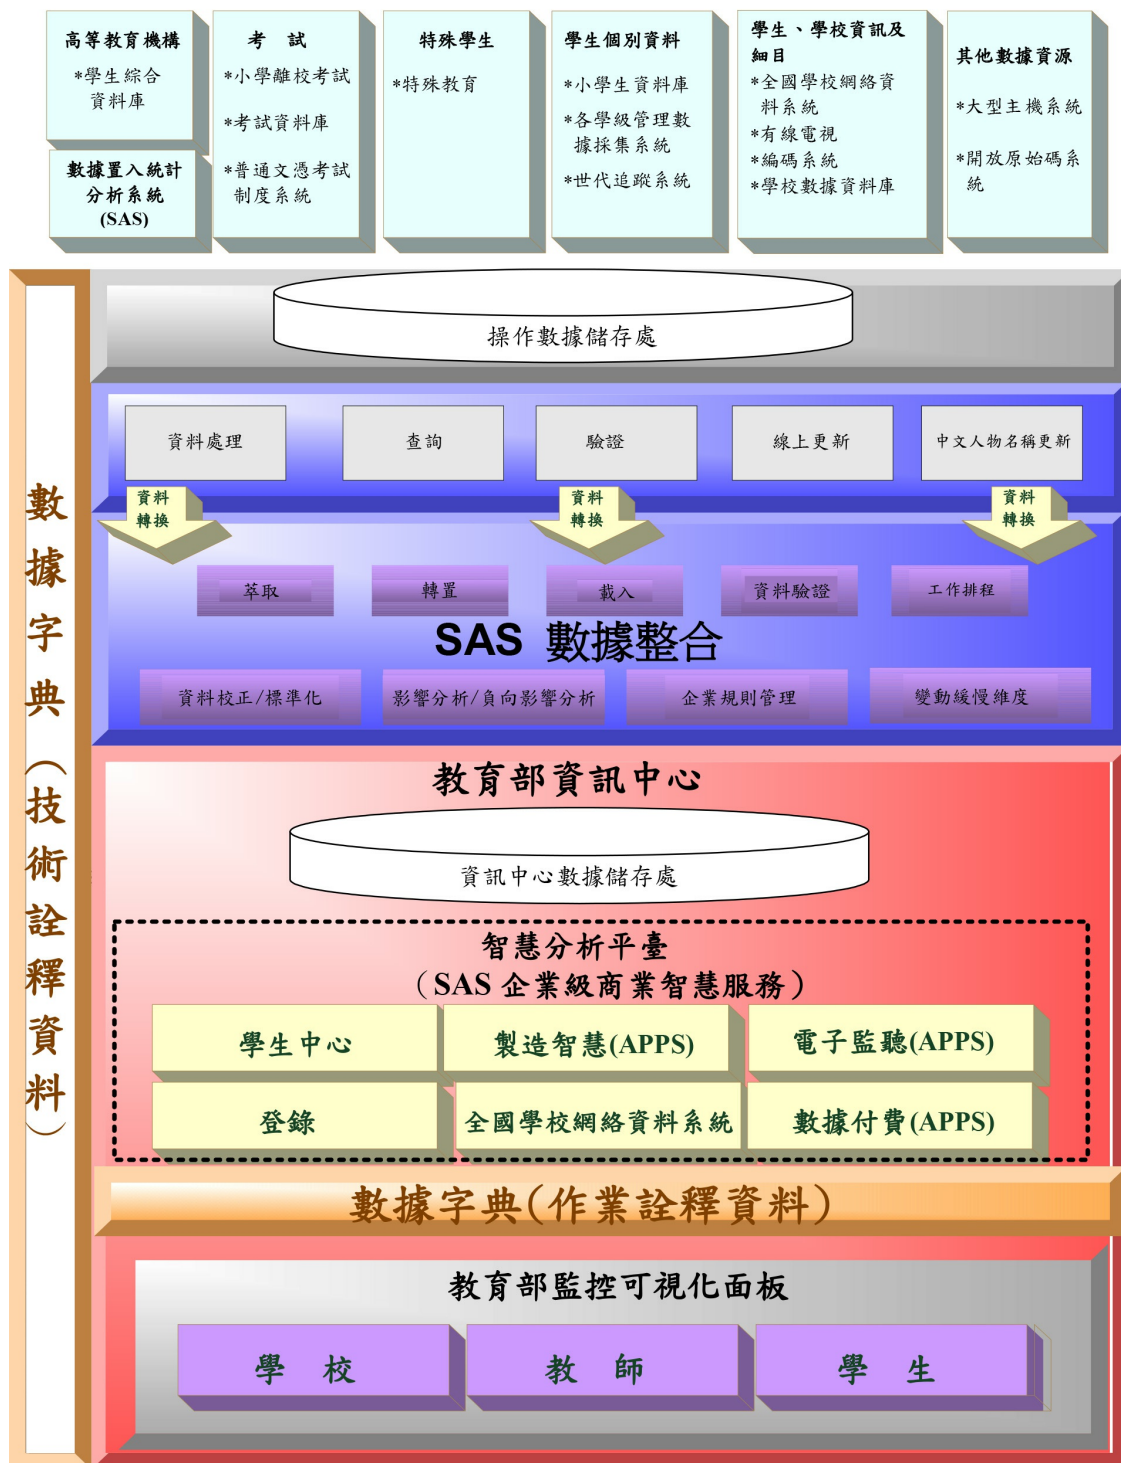 高等教育機構
*學生綜合
資料庫
數據置入統計
分析系統
(SAS)
考 試
*小學離校考試
*考試資料庫
*普通文憑考試
制度系統
特殊學生
*特殊教育
學生個別資料
*小學生資料庫
*各學級管理數
據採集系統
*世代追蹤系統
學生、學校資訊及
細目
*全國學校網絡資
料系統
*有線電視
*編碼系統
*學校數據資料庫
其他數據資源
*大型主機系統
*開放原始碼系
統
數據字典（技術詮釋資料）
操作數據儲存處
資料處理
查詢
驗證
線上更新
中文人物名稱更新
資料
轉換
資料
轉換
資料
轉換
萃取
轉置
載入
資料驗證
工作排程
SAS 數據整合
資料校正/標準化
影響分析/負向影響分析
企業規則管理
變動緩慢維度
教育部資訊中心
資訊中心數據儲存處
智慧分析平臺
（SAS 企業級商業智慧服務）
學生中心
製造智慧(APPS)
電子監聽(APPS)
登錄
全國學校網絡資料系統
數據付費(APPS)
數據字典(作業詮釋資料)
教育部監控可視化面板
學 校
教 師
學 生